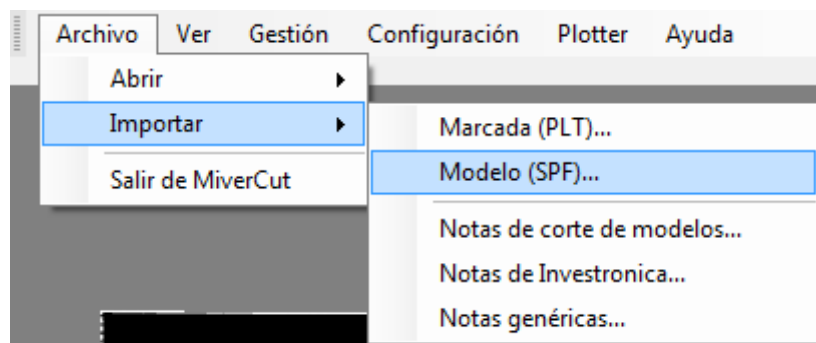 Archivo Ver Gestión Configuración Plotter Ayuda
Abrir
Importar
Salir de MiverCut
Marcada (PLT)...
Modelo (SPF)...
Notas de corte de modelos...
Notas de Investronica...
Notas genéricas...